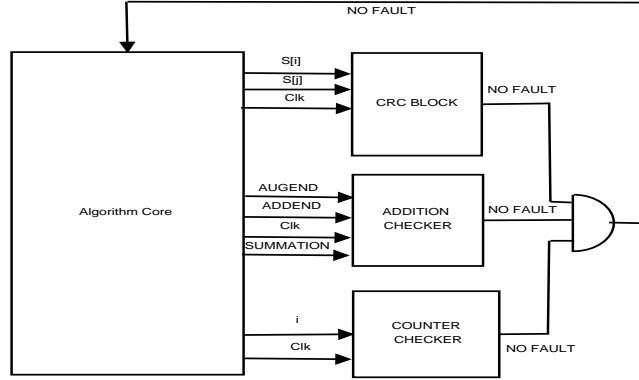 NO FAULT
S[i]
S[j]
Clk
CRC BLOCK
NO FAULT
Algorithm Core
AUGEND
ADDEND
Clk
SUMMATION
ADDITION
CHECKER
NO FAULT
i
Clk
COUNTER
CHECKER
NO FAULT